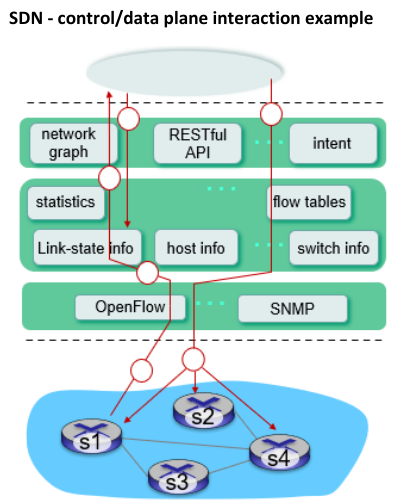 SDN - control/data plane interaction example
network
graph
RESTful
API
intent
statistics
flow tables
Link-state info
host info
switch info
OpenFlow
SNMP
s1
s2
s3
s4